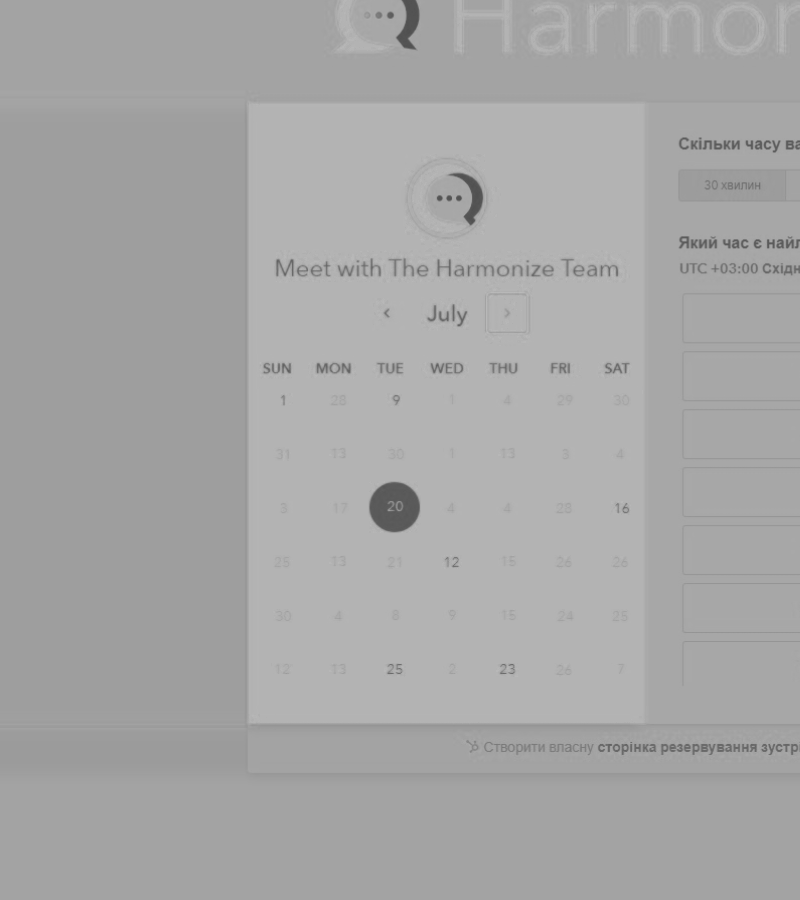 Harmon
Meet with The Harmonize Team
July
SUN MON TUE WED THU FRI SAT
1 28 9 1 4 29 30
31 13 30 1 13 3 4
3 17 20 4 4 28 16
25 13 21 12 15 26 26
30 4 8 9 15 24 25
12 13 25 2 23 26 7
Скільки часу ва
30 хвилин
Який час є найл
UTC +03:00 Східн
Створити власну сторінка резервування зустрі